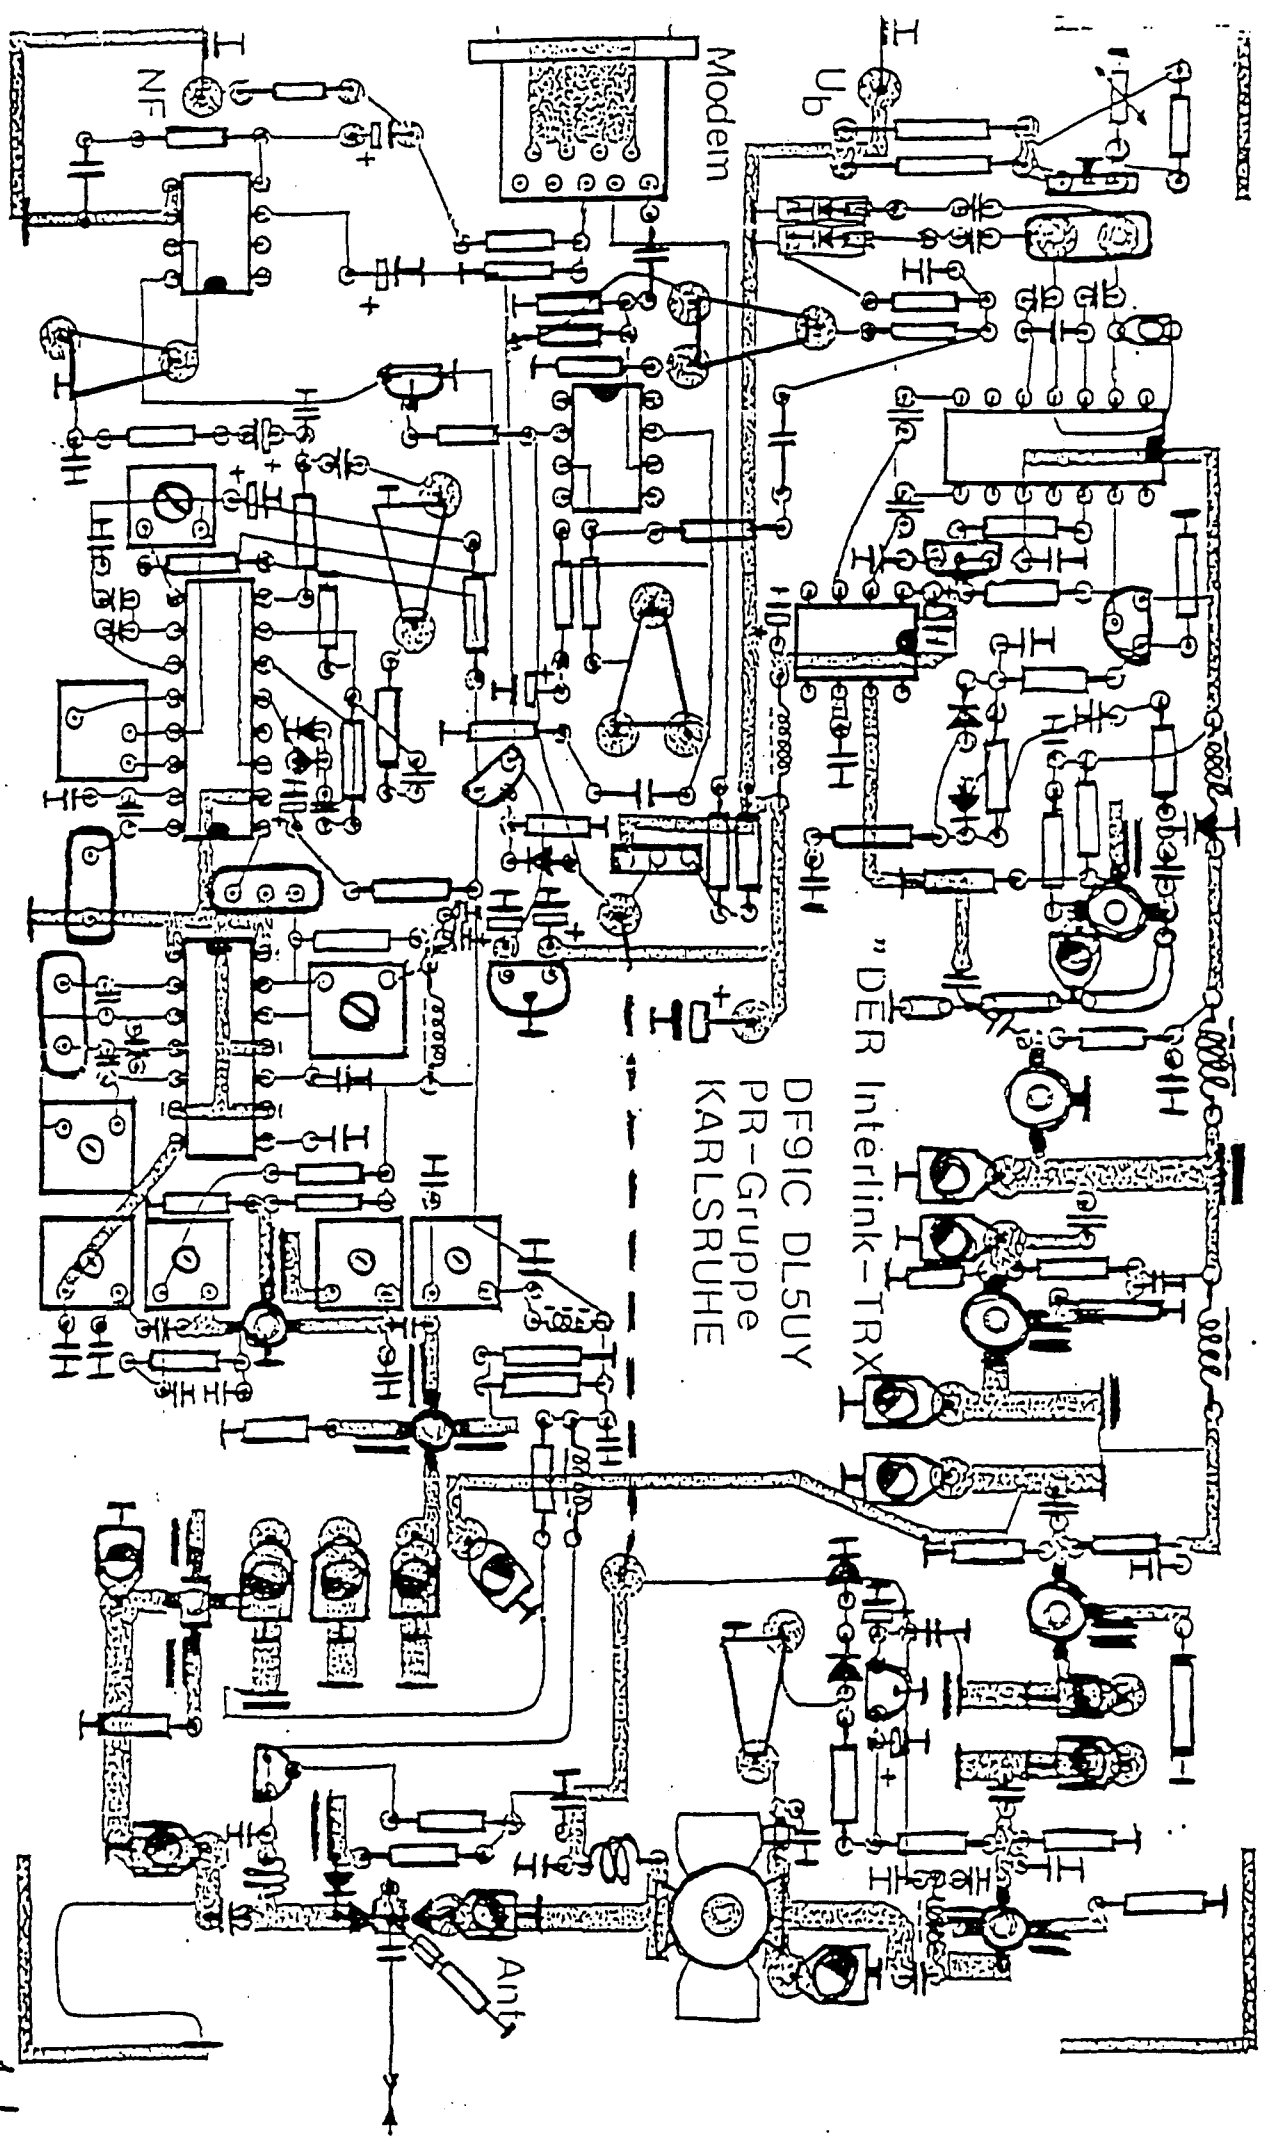 NF
Modem
Ub
"DER Interlink-TRX
DF9IC DL5UY
PR-Gruppe
KARLSRUHE
Ant